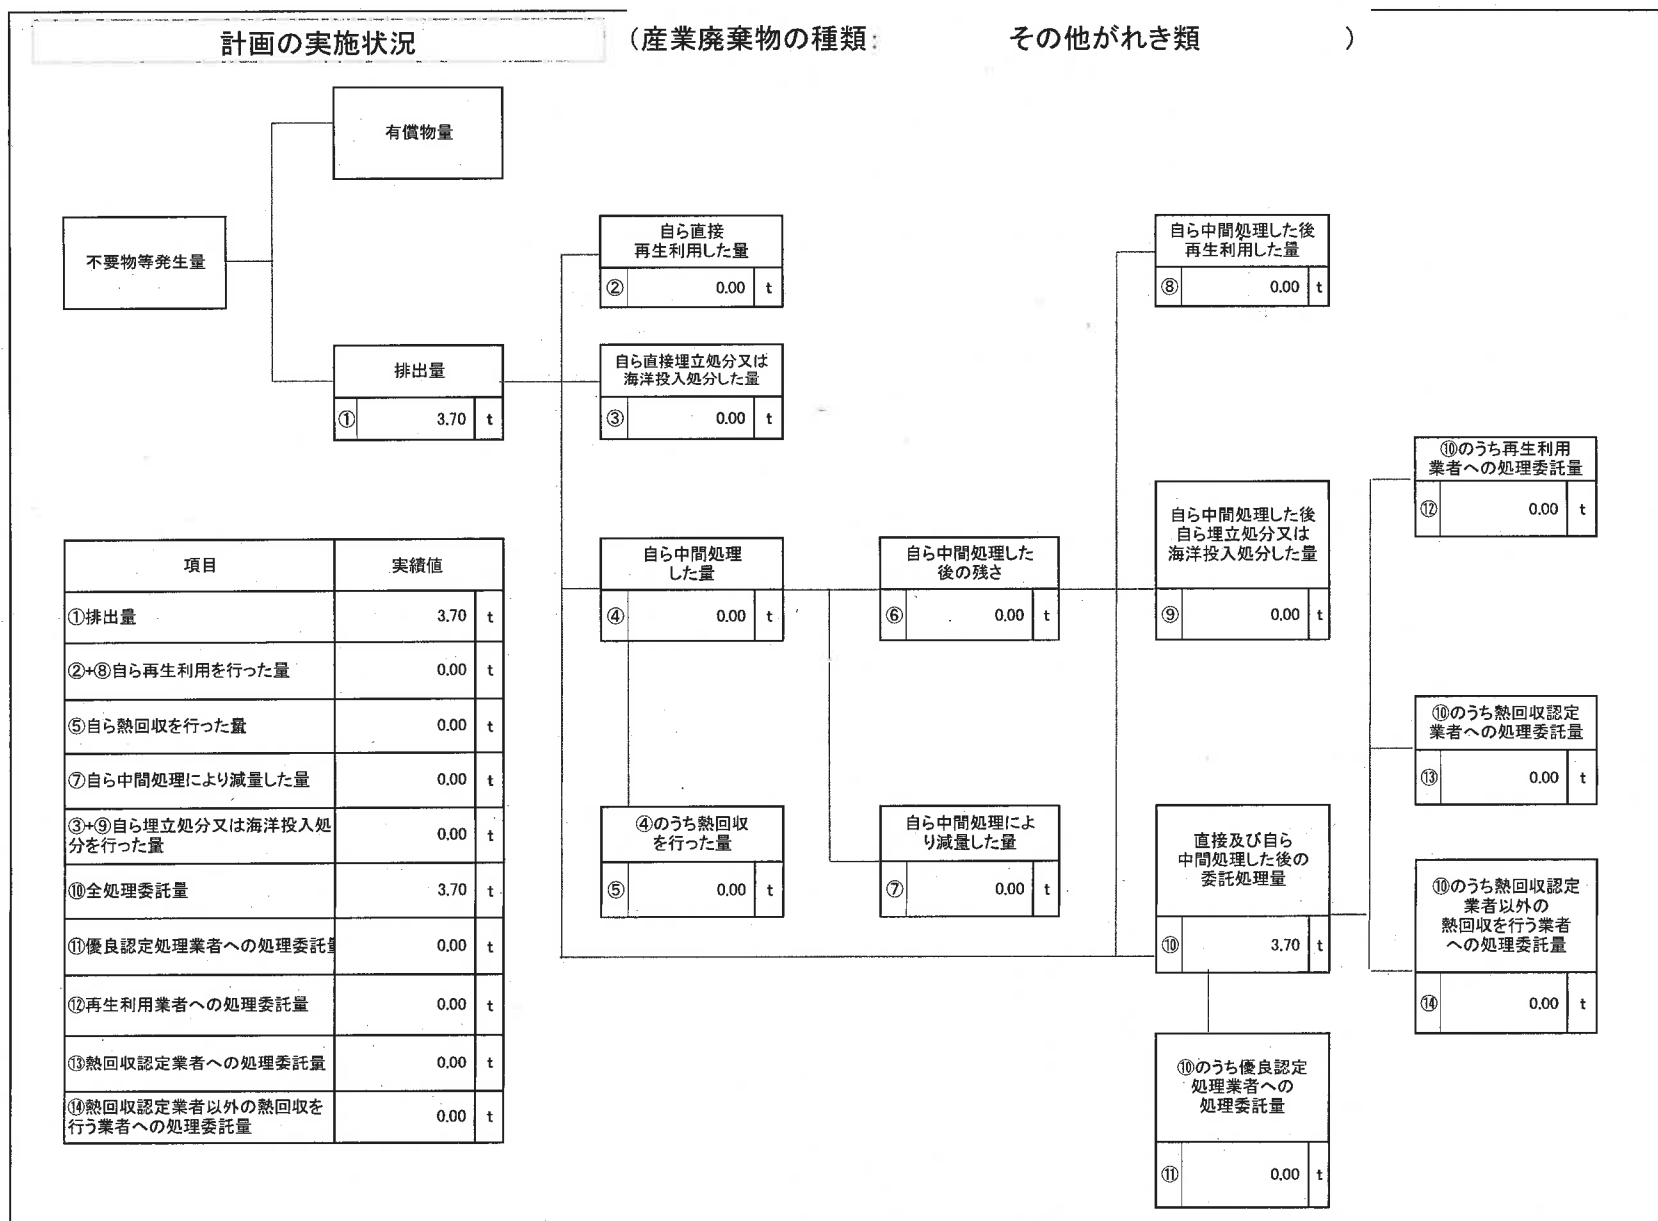 計画の実施状況
(産業廃棄物の種類: その他がれき類 )
有償物量
不要物等発生量
排出量
① 3.70 t
自ら直接
再生利用した量
② 0.00 t
自ら直接埋立処分又は
海洋投入処分した量
③ 0.00 t
自ら中間処理
した量
④ 0.00 t
④のうち熱回収
を行った量
⑤ 0.00 t
自ら中間処理した
後の残さ
⑥ 0.00 t
自ら中間処理によ
り減量した量
⑦ 0.00 t
自ら中間処理した後
再生利用した量
⑧ 0.00 t
自ら中間処理した後
自ら埋立処分又は
海洋投入処分した量
⑨ 0.00 t
直接及び自ら
中間処理した後の
委託処理量
⑩ 3.70 t
⑩のうち優良認定
処理業者への
処理委託量
⑪ 0.00 t
⑩のうち再生利用
業者への処理委託量
⑫ 0.00 t
⑩のうち熱回収認定
業者への処理委託量
⑬ 0.00 t
⑩のうち熱回収認定
業者以外の
熱回収を行う業者
への処理委託量
⑭ 0.00 t
項目 実績値
①排出量 3.70 t
②+⑧自ら再生利用を行った量 0.00 t
⑤自ら熱回収を行った量 0.00 t
⑦自ら中間処理により減量した量 0.00 t
③+⑨自ら埋立処分又は海洋投入処
分を行った量 0.00 t
⑩全処理委託量 3.70 t
⑪優良認定処理業者への処理委託量 0.00 t
⑫再生利用業者への処理委託量 0.00 t
⑬熱回収認定業者への処理委託量 0.00 t
⑭熱回収認定業者以外の熱回収を
行う業者への処理委託量 0.00 t